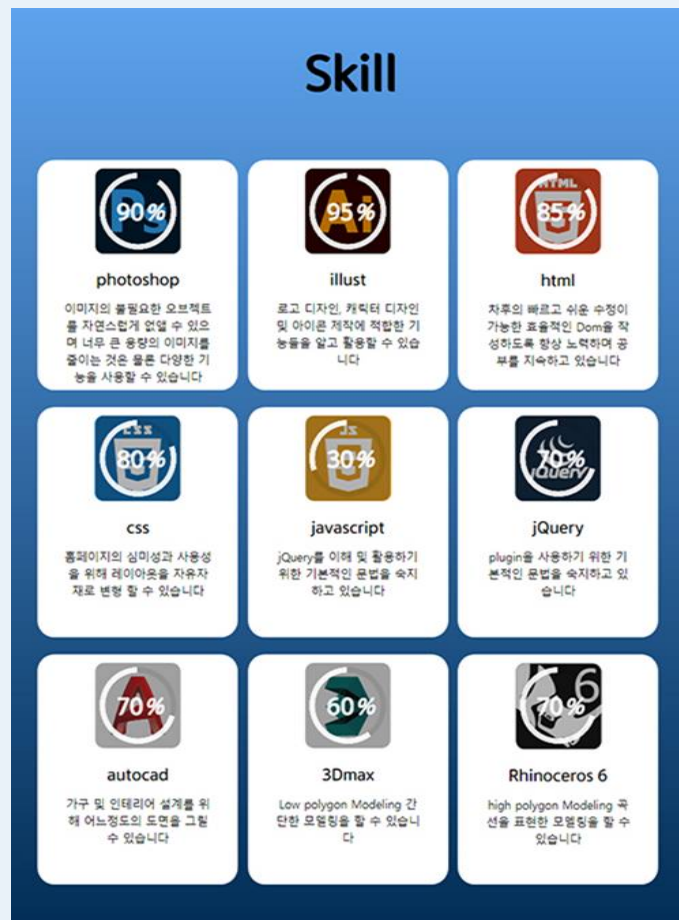 Skill
Ps
90%
photoshop
이미지의 불필요한 오브젝트
를 자연스럽게 없앨 수 있으
며 너무 큰 용량의 이미지를
줄이는 것은 물론 다양한 기
능을 사용할 수 있습니다
Ai
95%
illust
로고 디자인, 캐릭터 디자인
및 아이콘 제작에 적합한 기
능들을 알고 활용할 수 있습
니다
HTML
85%
html
차후의 빠르고 쉬운 수정이
가능한 효율적인 Dom을 작
성하도록 항상 노력하며 공
부를 지속하고 있습니다
CSS
80%
css
홈페이지의 심미성과 사용성
을 위해 레이아웃을 자유자
재로 변형 할 수 있습니다
JS
30%
javascript
jQuery를 이해 및 활용하기
위한 기본적인 문법을 숙지
하고 있습니다
jQuery
70%
jQuery
plugin을 사용하기 위한 기
본적인 문법을 숙지하고 있
습니다
70%
autocad
가구 및 인테리어 설계를 위
해 어느정도의 도면을 그릴
수 있습니다
60%
3Dmax
Low polygon Modeling 간
단한 모델링을 할 수 있습니
다
6
70%
Rhinoceros 6
high polygon Modeling 곡
선을 표현한 모델링을 할 수
있습니다